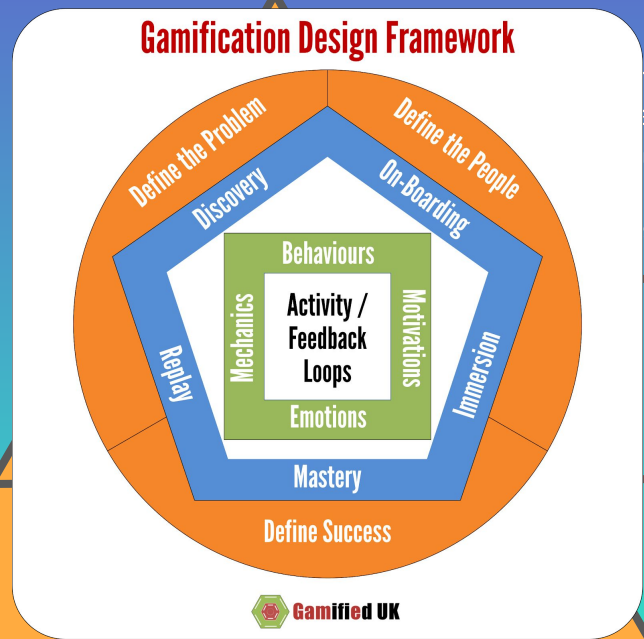 Gamification Design Framework
Define the Problem
Define the People
Discovery
On-Boarding
Behaviours
Mechanics
Activity /
Feedback
Loops
Motivations
Emotions
Replay
Immersion
Mastery
Define Success
Gamified UK